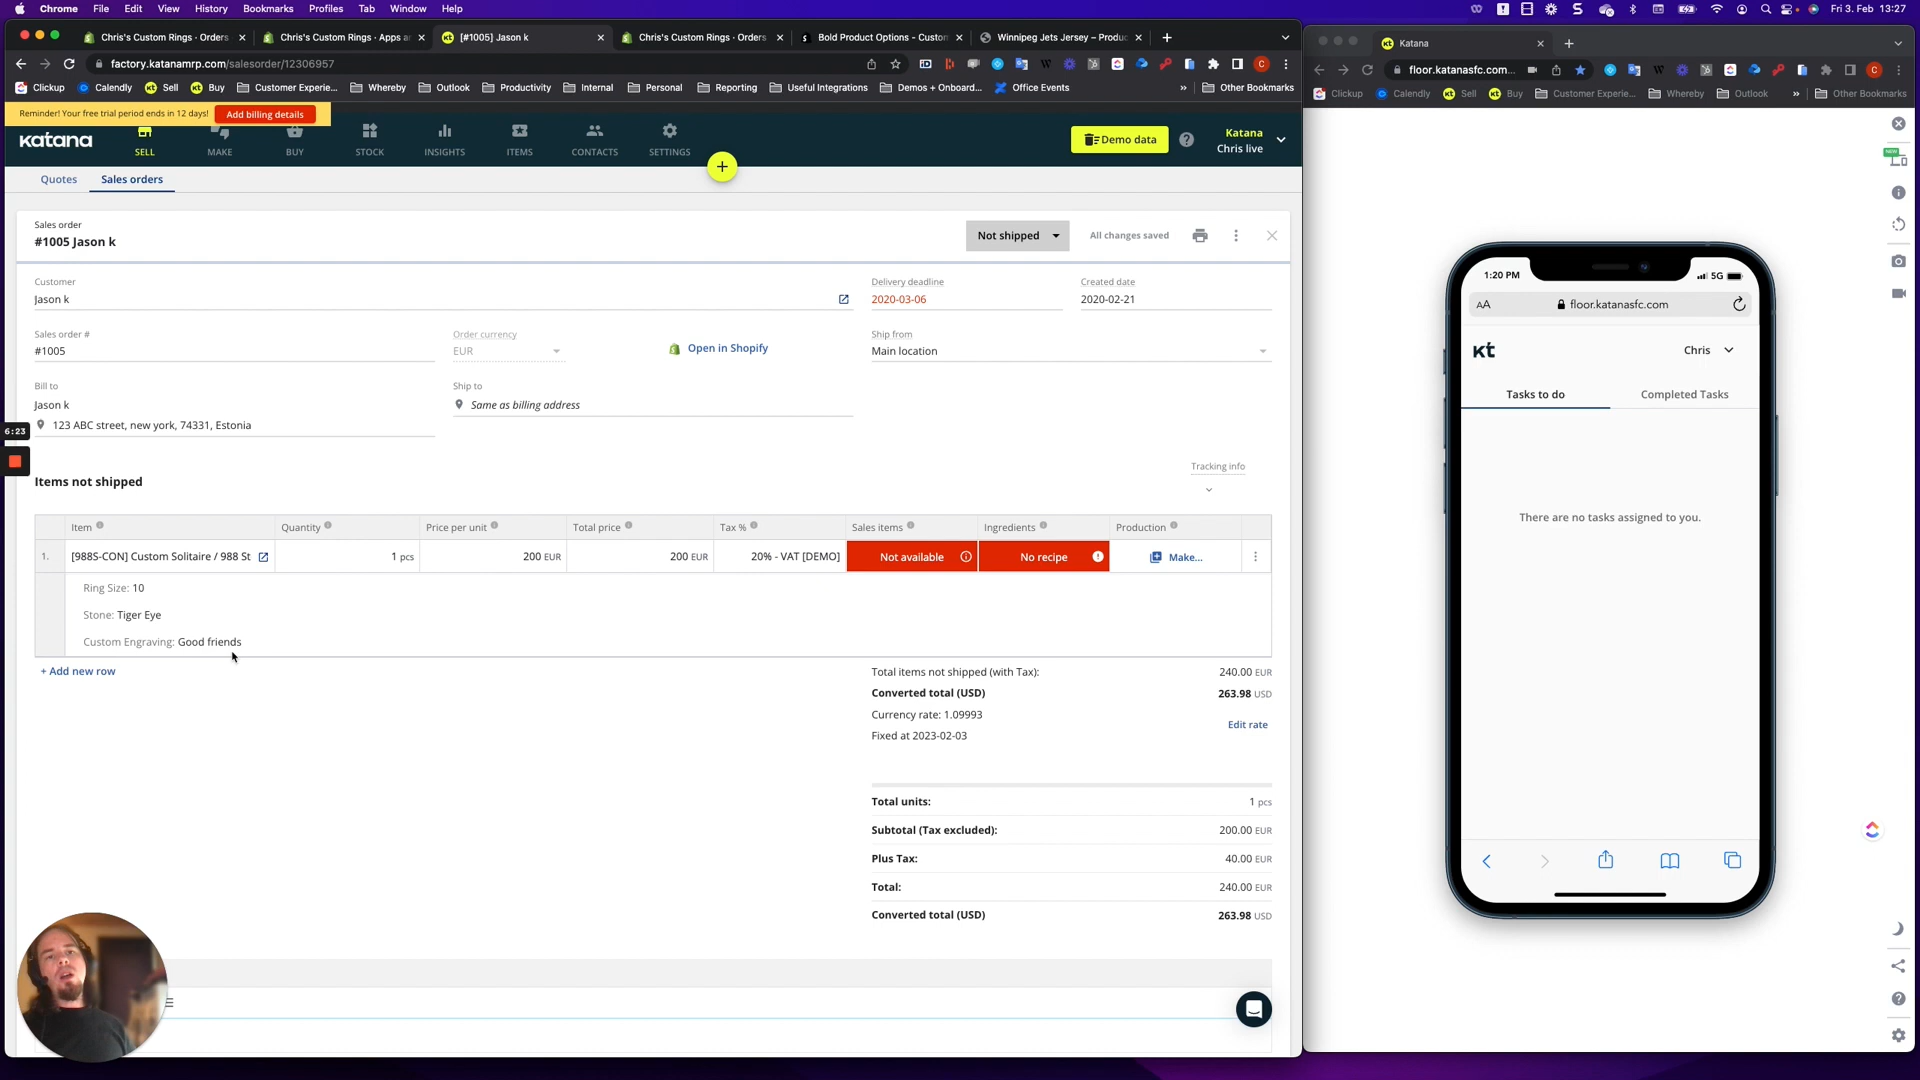 Chrome File Edit View History Bookmarks Profiles Tab Window Help
Fri 3. Feb 13:27
Chris's Custom Rings · Orders
Chris's Custom Rings · Apps a
[#1005] Jason k
Chris's Custom Rings · Orders
Bold Product Options - Custom
Winnipeg Jets Jersey – Produc
factory.katanamrp.com/salesorder/12306957
Clickup Calendly Sell Buy Customer Experie... Whereby Outlook Productivity Internal Personal Reporting Useful Integrations Demos + Onboard... Office Events » Other Bookmarks
Reminder! Your free trial period ends in 12 days! Add billing details
katana
SELL MAKE BUY STOCK INSIGHTS ITEMS CONTACTS SETTINGS
Demo data
Katana
Chris live
Quotes Sales orders
Sales order
#1005 Jason k
Not shipped
All changes saved
Customer
Jason k
Delivery deadline
2020-03-06
Created date
2020-02-21
Sales order #
#1005
Order currency
EUR
Open in Shopify
Ship from
Main location
Bill to
Jason k
123 ABC street, new york, 74331, Estonia
Ship to
Same as billing address
6:23
Items not shipped
Tracking info
Item Quantity Price per unit Total price Tax % Sales items Ingredients Production
1. [988S-CON] Custom Solitaire / 988 St 1 pcs 200 EUR 200 EUR 20% - VAT [DEMO] Not available No recipe Make...
Ring Size: 10
Stone: Tiger Eye
Custom Engraving: Good friends
+ Add new row
Total items not shipped (with Tax): 240.00 EUR
Converted total (USD) 263.98 USD
Currency rate: 1.09993 Edit rate
Fixed at 2023-02-03
Total units: 1 pcs
Subtotal (Tax excluded): 200.00 EUR
Plus Tax: 40.00 EUR
Total: 240.00 EUR
Converted total (USD) 263.98 USD
Katana
floor.katanasfc.com...
Clickup Calendly Sell Buy Customer Experie... Whereby Outlook » Other Bookmarks
NEW
1:20 PM 5G
AA floor.katanasfc.com
KT
Chris
Tasks to do Completed Tasks
There are no tasks assigned to you.